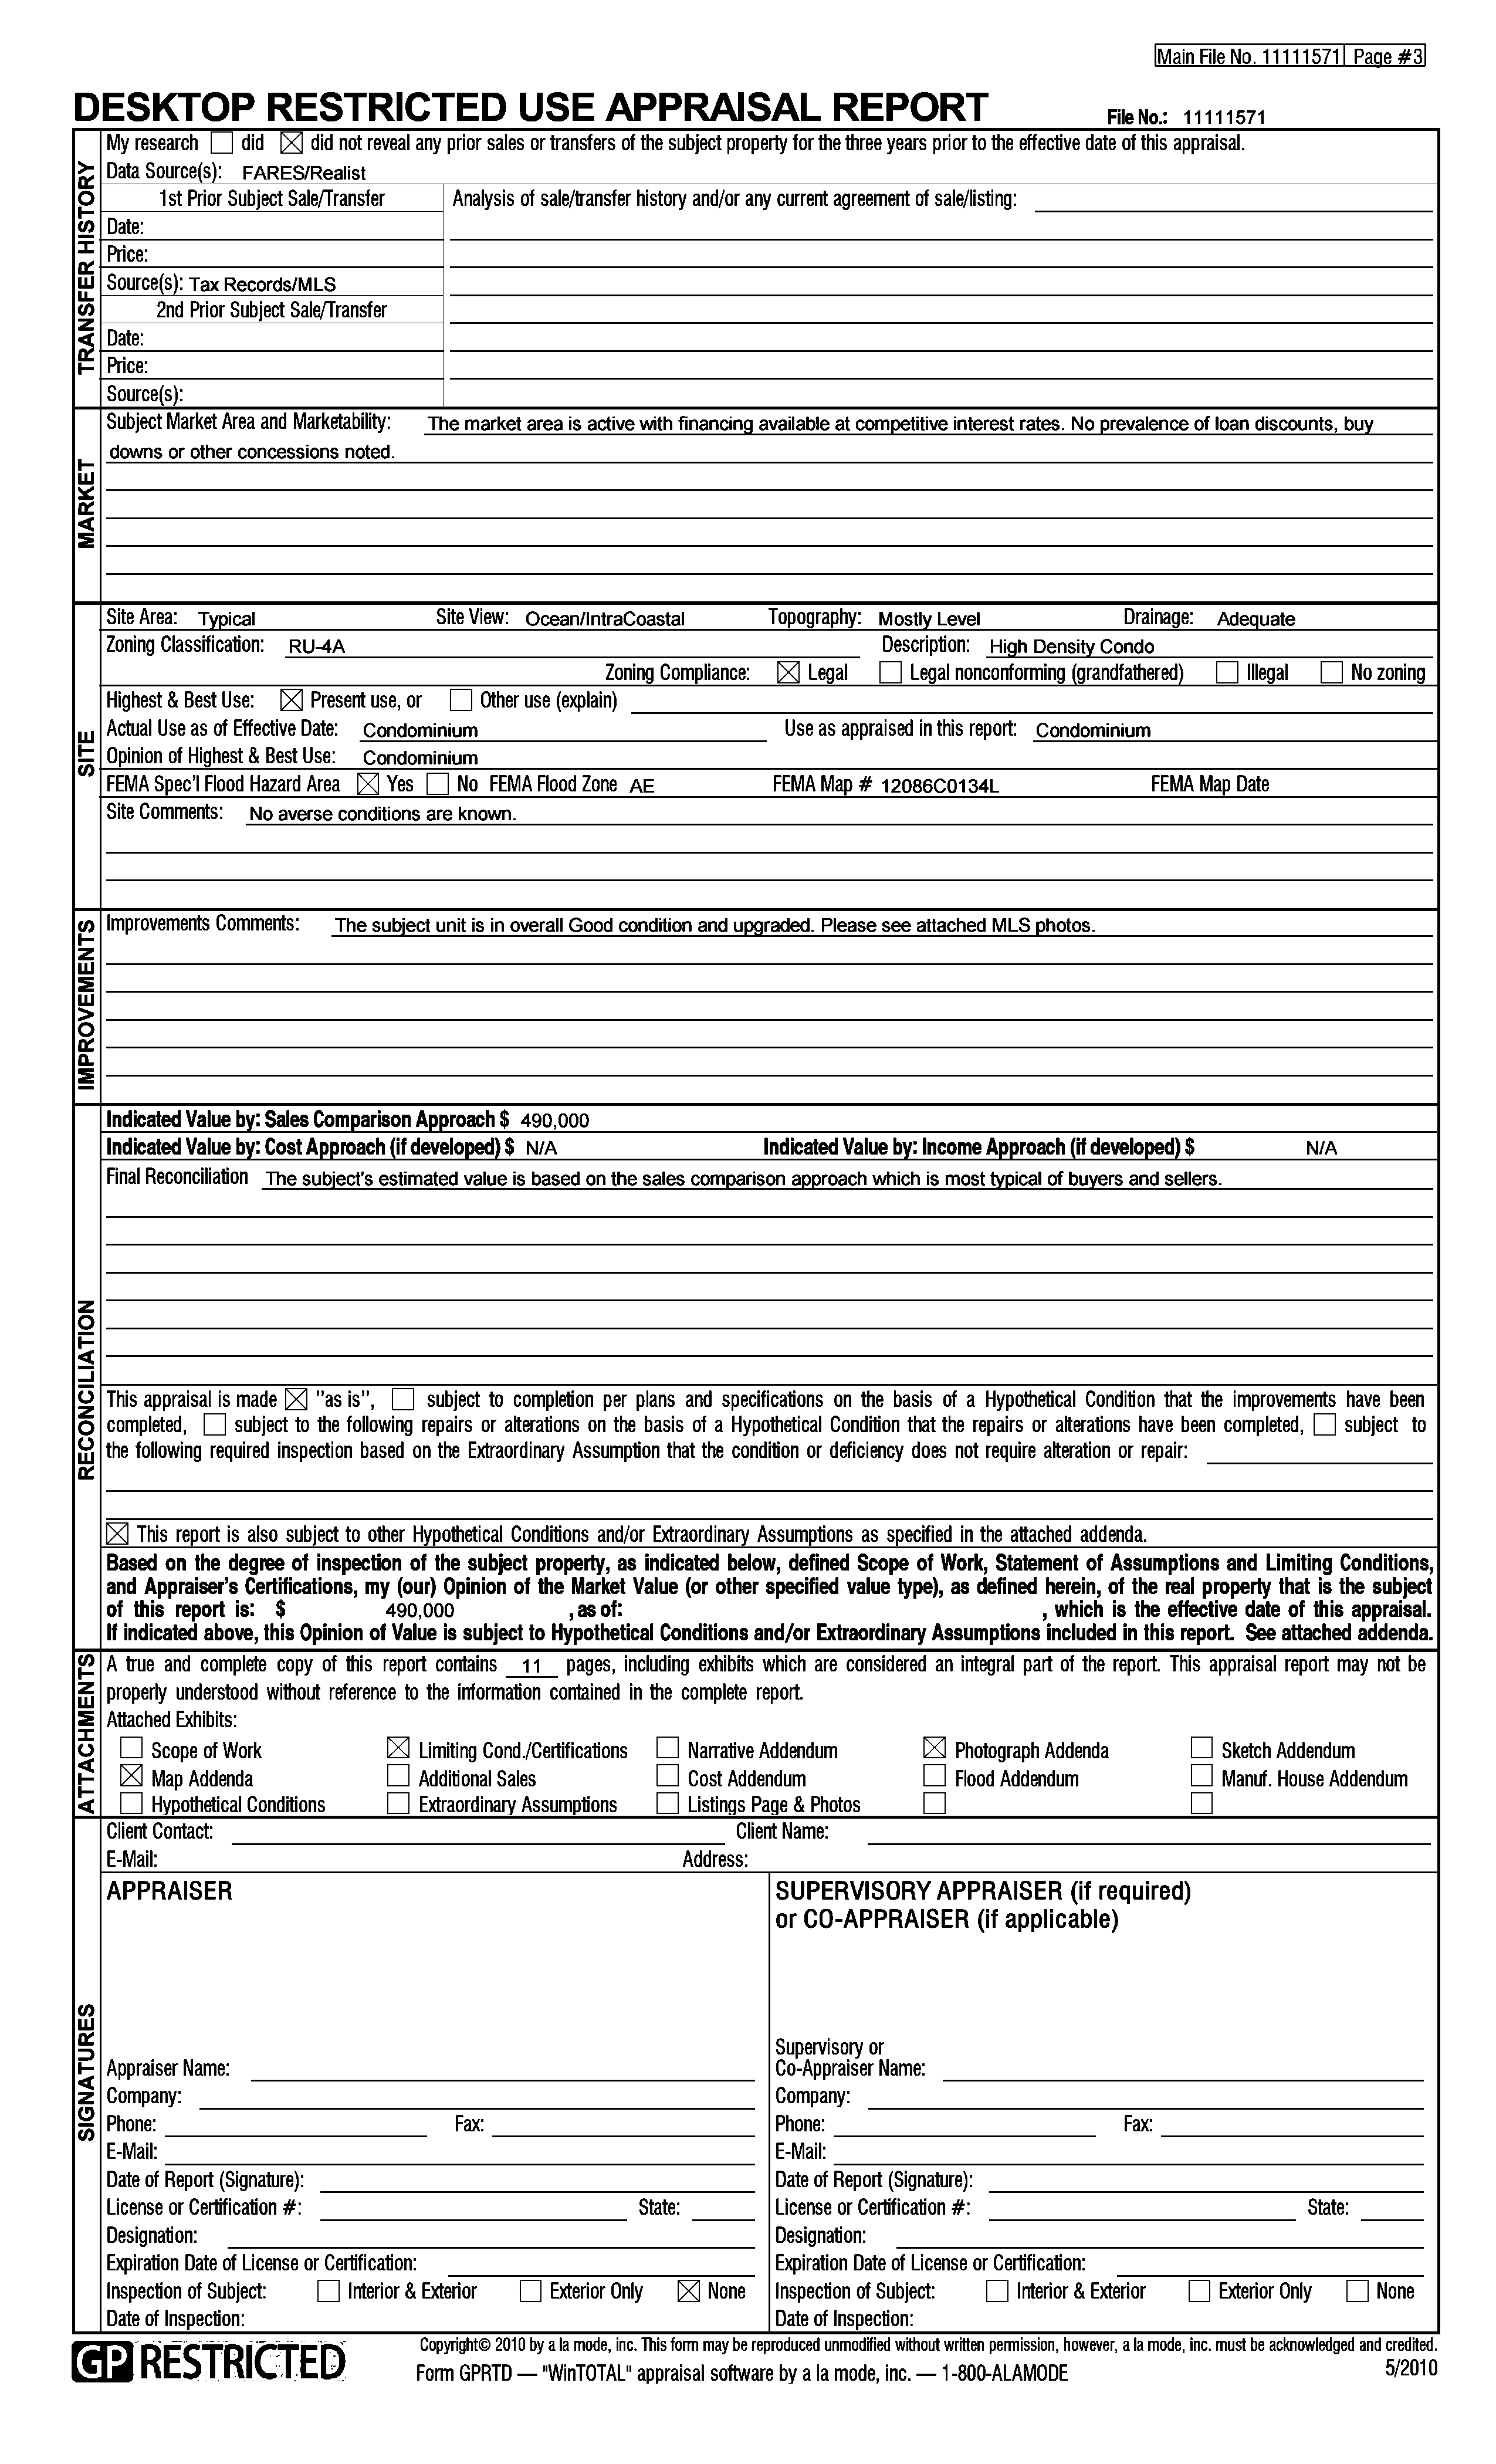 Main File No. 11111571 Page #3
DESKTOP RESTRICTED USE APPRAISAL REPORT File No.: 11111571
TRANSFER HISTORY
My research did did not reveal any prior sales or transfers of the subject property for the three years prior to the effective date of this appraisal.
Data Source(s): FARES/Realist
1st Prior Subject Sale/Transfer Analysis of sale/transfer history and/or any current agreement of sale/listing:
Date:
Price:
Source(s): Tax Records/MLS
2nd Prior Subject Sale/Transfer
Date:
Price:
Source(s):
MARKET
Subject Market Area and Marketability: The market area is active with financing available at competitive interest rates. No prevalence of loan discounts, buy
downs or other concessions noted.
SITE
Site Area: Typical Site View: Ocean/IntraCoastal Topography: Mostly Level Drainage: Adequate
Zoning Classification: RU-4A Description: High Density Condo
Zoning Compliance: Legal Legal nonconforming (grandfathered) Illegal No zoning
Highest & Best Use: Present use, or Other use (explain)
Actual Use as of Effective Date: Condominium Use as appraised in this report: Condominium
Opinion of Highest & Best Use: Condominium
FEMA Spec'l Flood Hazard Area Yes No FEMA Flood Zone AE FEMA Map # 12086C0134L FEMA Map Date
Site Comments: No averse conditions are known.
IMPROVEMENTS
Improvements Comments: The subject unit is in overall Good condition and upgraded. Please see attached MLS photos.
RECONCILIATION
Indicated Value by: Sales Comparison Approach $ 490,000
Indicated Value by: Cost Approach (if developed) $ N/A Indicated Value by: Income Approach (if developed) $ N/A
Final Reconciliation The subject's estimated value is based on the sales comparison approach which is most typical of buyers and sellers.
This appraisal is made "as is", subject to completion per plans and specifications on the basis of a Hypothetical Condition that the improvements have been
completed, subject to the following repairs or alterations on the basis of a Hypothetical Condition that the repairs or alterations have been completed, subject to
the following required inspection based on the Extraordinary Assumption that the condition or deficiency does not require alteration or repair:
This report is also subject to other Hypothetical Conditions and/or Extraordinary Assumptions as specified in the attached addenda.
Based on the degree of inspection of the subject property, as indicated below, defined Scope of Work, Statement of Assumptions and Limiting Conditions,
and Appraiser's Certifications, my (our) Opinion of the Market Value (or other specified value type), as defined herein, of the real property that is the subject
of this report is: $ 490,000 , as of: , which is the effective date of this appraisal.
If indicated above, this Opinion of Value is subject to Hypothetical Conditions and/or Extraordinary Assumptions included in this report. See attached addenda.
ATTACHMENTS
A true and complete copy of this report contains 11 pages, including exhibits which are considered an integral part of the report. This appraisal report may not be
properly understood without reference to the information contained in the complete report.
Attached Exhibits:
Scope of Work Limiting Cond./Certifications Narrative Addendum Photograph Addenda Sketch Addendum
Map Addenda Additional Sales Cost Addendum Flood Addendum Manuf. House Addendum
Hypothetical Conditions Extraordinary Assumptions Listings Page & Photos
SIGNATURES
Client Contact: Client Name:
E-Mail: Address:
APPRAISER
SUPERVISORY APPRAISER (if required)
or CO-APPRAISER (if applicable)
Supervisory or
Appraiser Name: Co-Appraiser Name:
Company: Company:
Phone: Fax: Phone: Fax:
E-Mail: E-Mail:
Date of Report (Signature): Date of Report (Signature):
License or Certification #: State: License or Certification #: State:
Designation: Designation:
Expiration Date of License or Certification: Expiration Date of License or Certification:
Inspection of Subject: Interior & Exterior Exterior Only None Inspection of Subject: Interior & Exterior Exterior Only None
Date of Inspection: Date of Inspection:
GP RESTRICTED
Copyright© 2010 by a la mode, inc. This form may be reproduced unmodified without written permission, however, a la mode, inc. must be acknowledged and credited.
Form GPRTD — "WinTOTAL" appraisal software by a la mode, inc. — 1-800-ALAMODE 5/2010